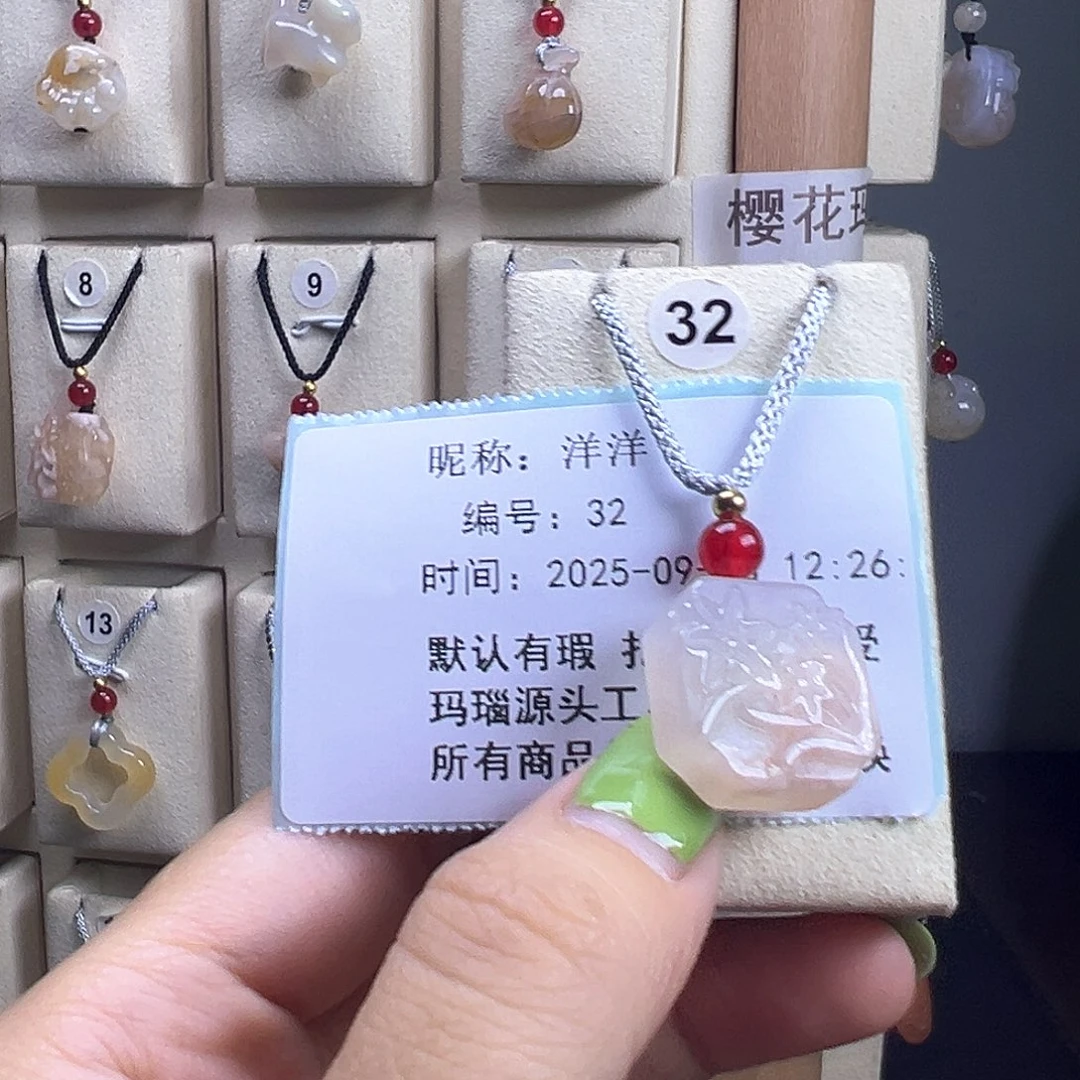 樱花
8
9
32
昵称：洋洋
编号：32
时间：2025-09- 12:26:
13
默认有瑕
玛瑙源头工
所有商品